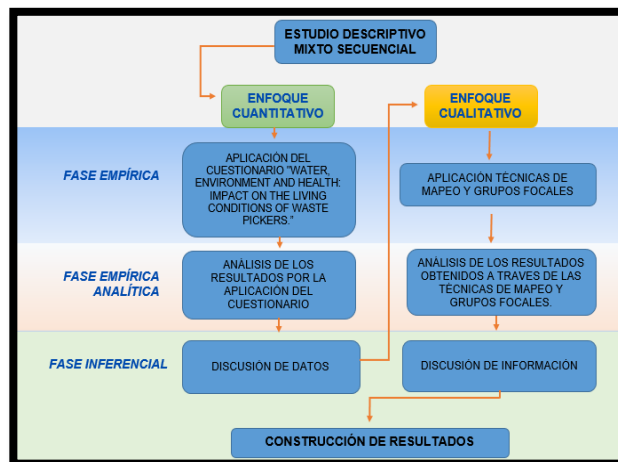 ESTUDIO DESCRIPTIVO
MIXTO SECUENCIAL
ENFOQUE
CUANTITATIVO
ENFOQUE
CUALITATIVO
FASE EMPÍRICA
APLICACIÓN DEL
CUESTIONARIO "WATER,
ENVIRONMENT AND HEALTH:
IMPACT ON THE LIVING
CONDITIONS OF WASTE
PICKERS."
APLICACIÓN TÉCNICAS DE
MAPEO Y GRUPOS FOCALES
FASE EMPÍRICA
ANALÍTICA
ANÁLISIS DE LOS
RESULTADOS POR LA
APLICACIÓN DEL
CUESTIONARIO
ANÁLISIS DE LOS RESULTADOS
OBTENIDOS A TRAVES DE LAS
TÉCNICAS DE MAPEO Y
GRUPOS FOCALES.
FASE INFERENCIAL
DISCUSIÓN DE DATOS
DISCUSIÓN DE INFORMACIÓN
CONSTRUCCIÓN DE RESULTADOS